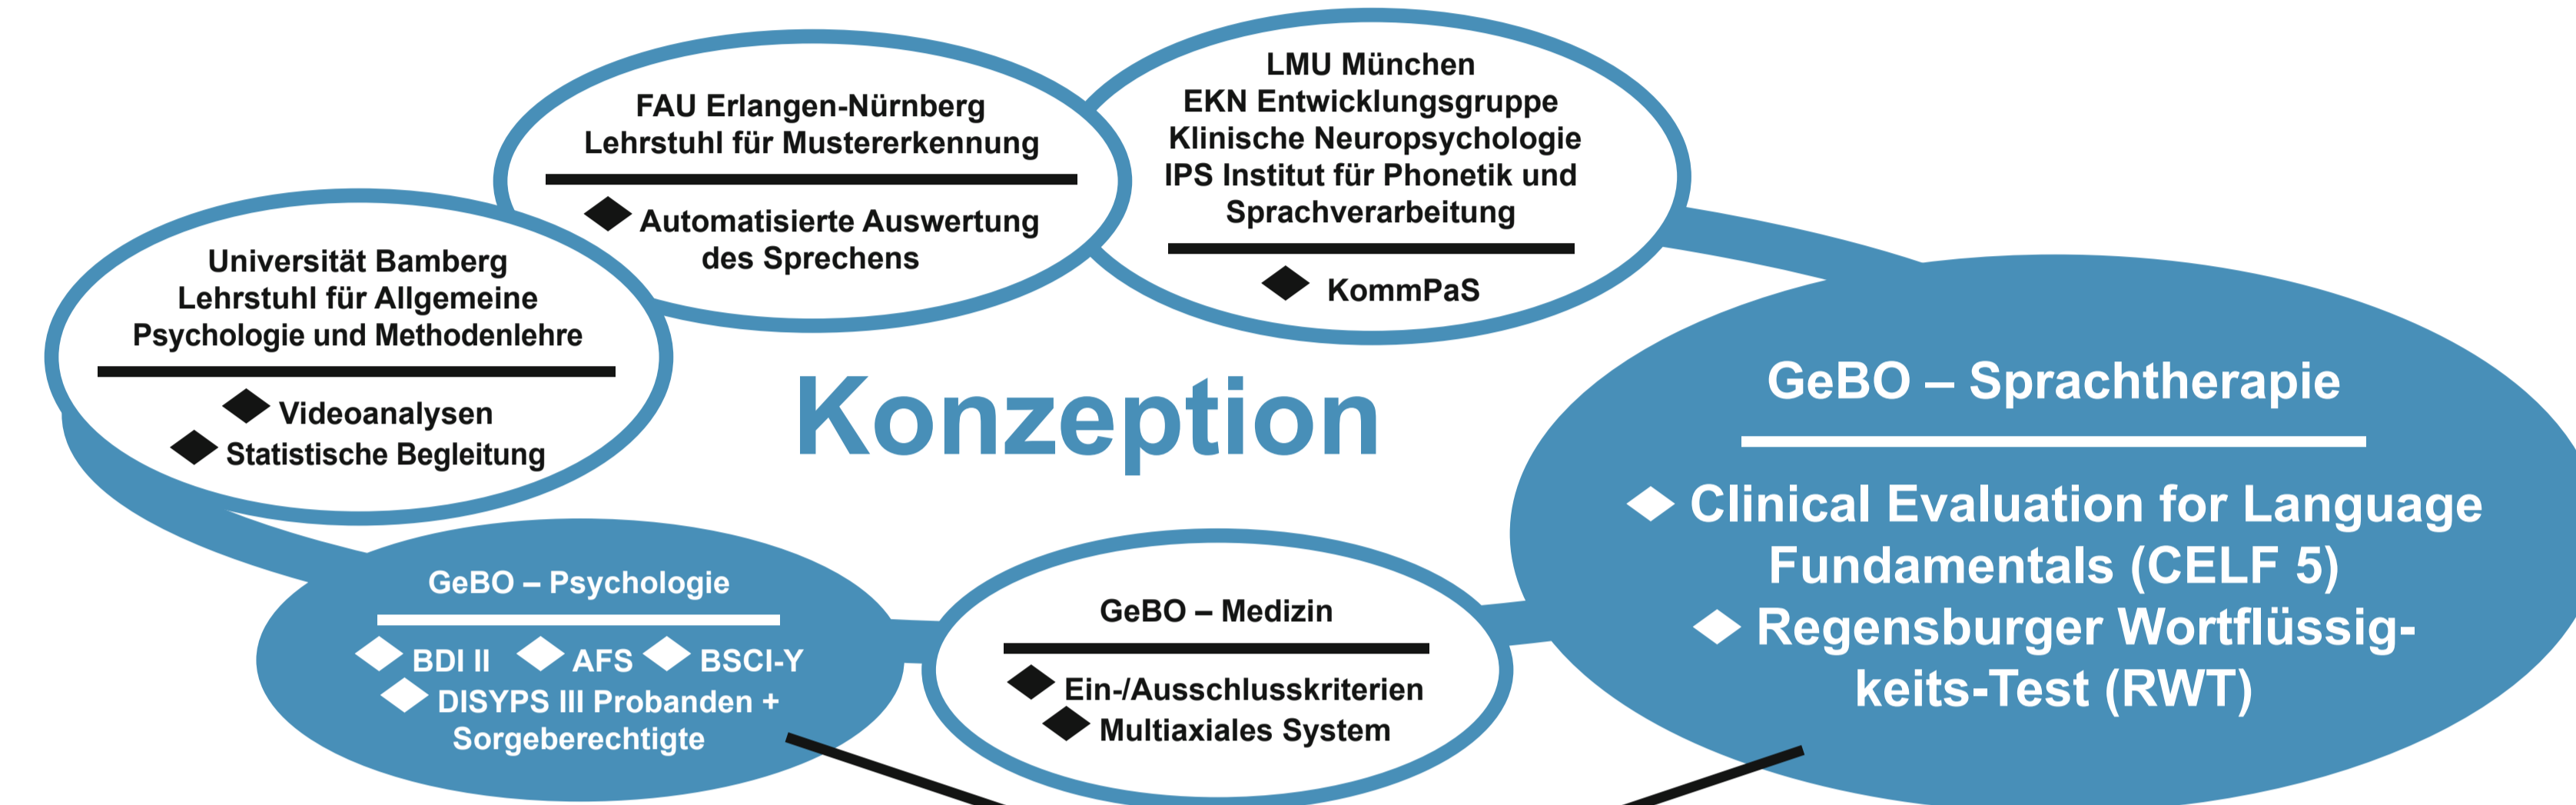 FAU Erlangen-Nürnberg
Lehrstuhl für Mustererkennung
Automatisierte Auswertung
des Sprechens
LMU München
EKN Entwicklungsgruppe
Klinische Neuropsychologie
IPS Institut für Phonetik und
Sprachverarbeitung
KommPaS
Universität Bamberg
Lehrstuhl für Allgemeine
Psychologie und Methodenlehre
Videoanalysen
Statistische Begleitung
Konzeption
GeBO – Sprachtherapie
Clinical Evaluation for Language
Fundamentals (CELF 5)
Regensburger Wortflüssig-
keits-Test (RWT)
GeBO – Psychologie
BDI II AFS BSCI-Y
DISYPS III Probanden +
Sorgeberechtigte
GeBO – Medizin
Ein-/Ausschlusskriterien
Multiaxiales System